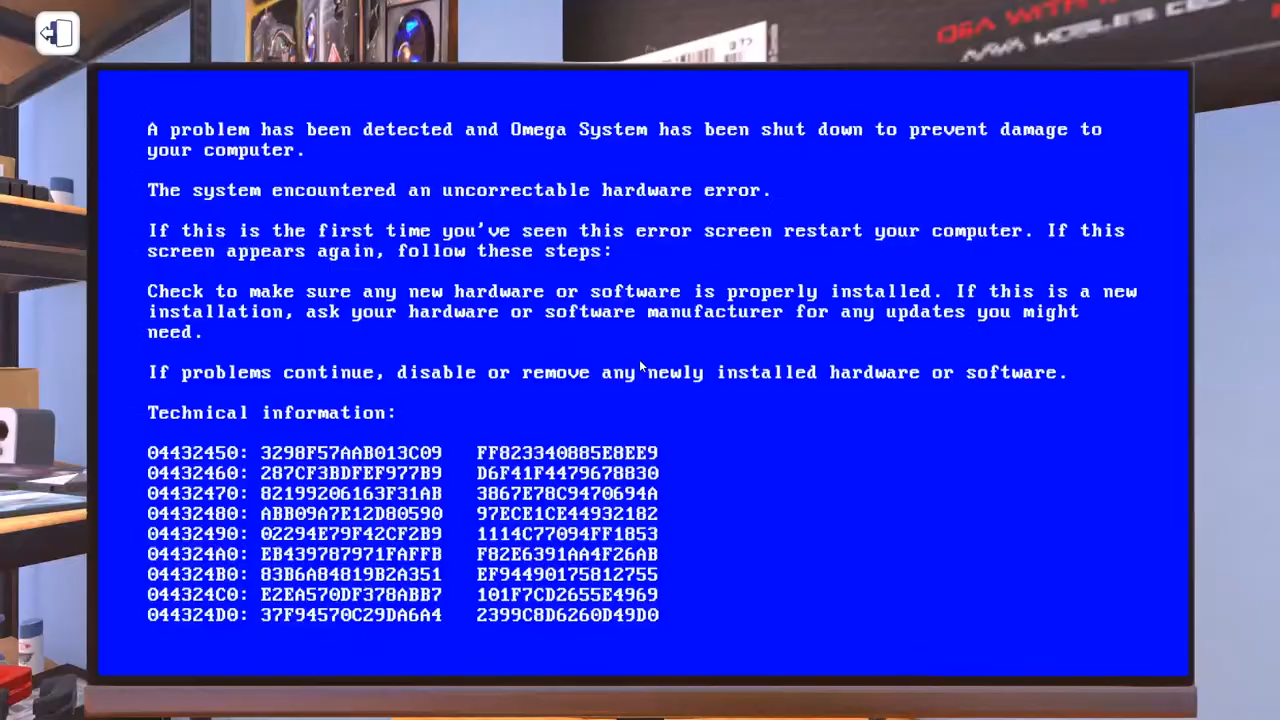 Q&A WITH
A problem has been detected and Omega System has been shut down to prevent damage to
your computer.
The system encountered an uncorrectable hardware error.
If this is the first time you've seen this error screen restart your computer. If this
screen appears again, follow these steps:
Check to make sure any new hardware or software is properly installed. If this is a new
installation, ask your hardware or software manufacturer for any updates you might
need.
If problems continue, disable or remove any newly installed hardware or software.
Technical information:
04432450: 3298F57AAB013C09 FF823340885E8EE9
04432460: 287CF3BDFEF977B9 D6F41F4479678830
04432470: 82199206163F31AB 3867E78C9470694A
04432480: ABB09A7E12D80590 97ECE1CE44932182
04432490: 02294E79F42CF2B9 1114C77094FF1853
044324A0: EB439787971FAFFB F82E6391AA4F26AB
044324B0: 83B6A84819B2A351 EF94490175812755
044324C0: E2EA570DF378ABB7 101F7CD2655E4969
044324D0: 37F94570C29DA6A4 2399C8D6260D49D0